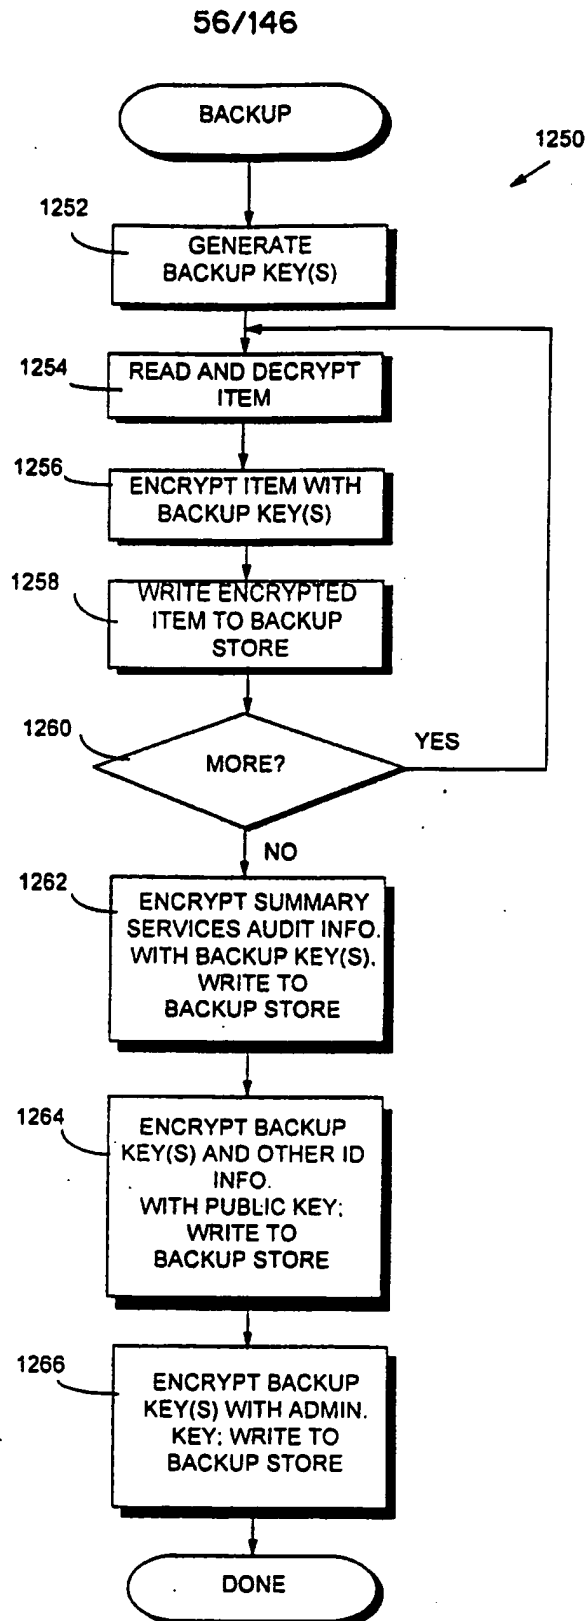 56/146
BACKUP
1250
1252
GENERATE
BACKUP KEY(S)
1254
READ AND DECRYPT
ITEM
1256
ENCRYPT ITEM WITH
BACKUP KEY(S)
1258
WRITE ENCRYPTED
ITEM TO BACKUP
STORE
1260
MORE?
YES
NO
1262
ENCRYPT SUMMARY
SERVICES AUDIT INFO.
WITH BACKUP KEY(S).
WRITE TO
BACKUP STORE
1264
ENCRYPT BACKUP
KEY(S) AND OTHER ID
INFO.
WITH PUBLIC KEY;
WRITE TO
BACKUP STORE
1266
ENCRYPT BACKUP
KEY(S) WITH ADMIN.
KEY; WRITE TO
BACKUP STORE
DONE